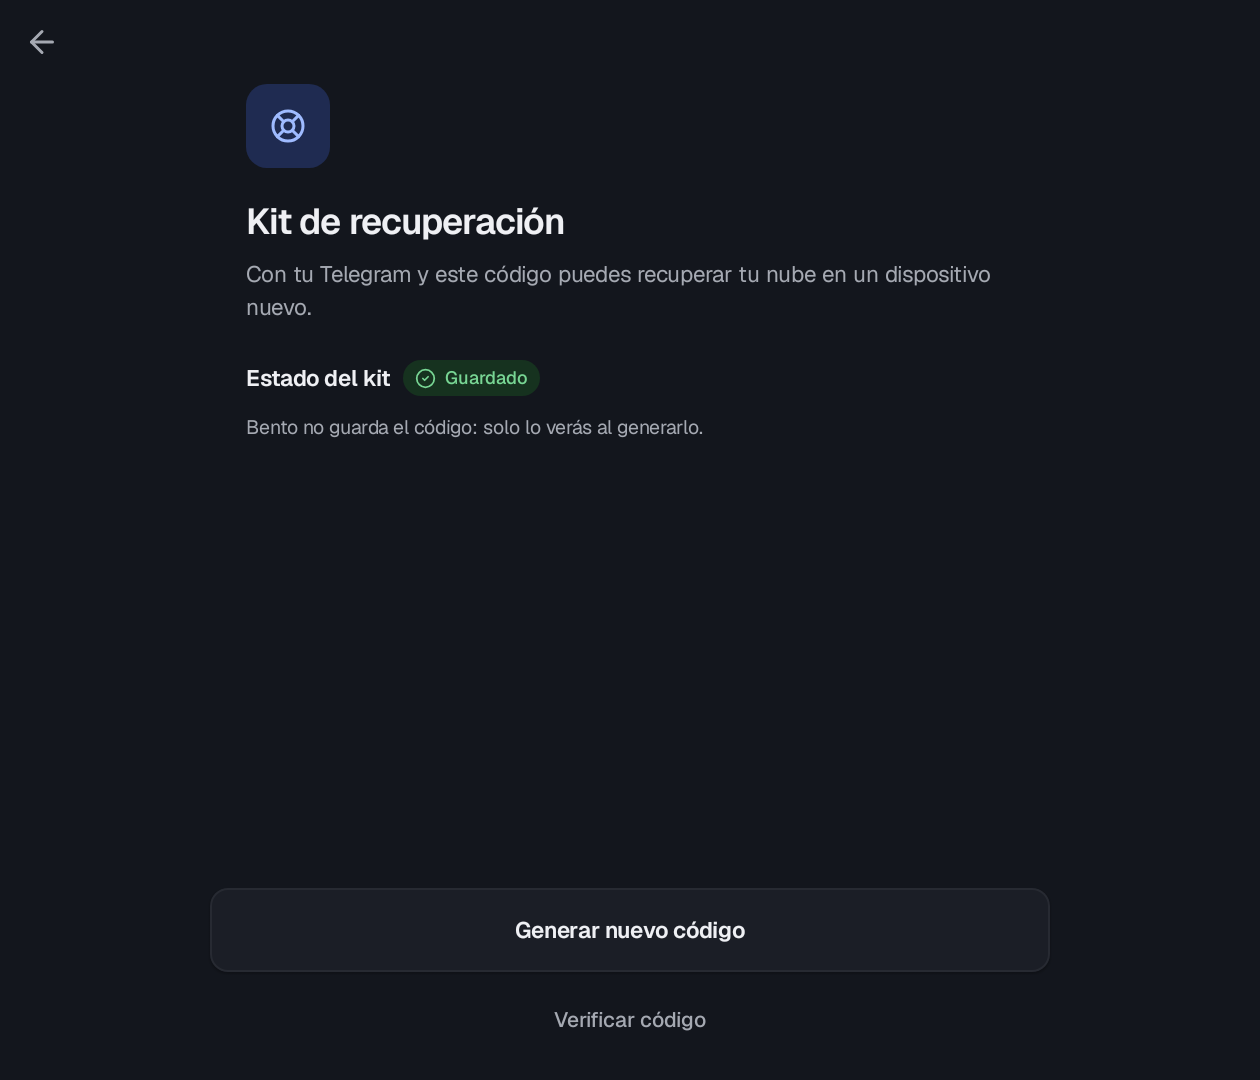 Kit de recuperación
Con tu Telegram y este código puedes recuperar tu nube en un dispositivo
nuevo.
Estado del kit Guardado
Bento no guarda el código: solo lo verás al generarlo.
Generar nuevo código
Verificar código